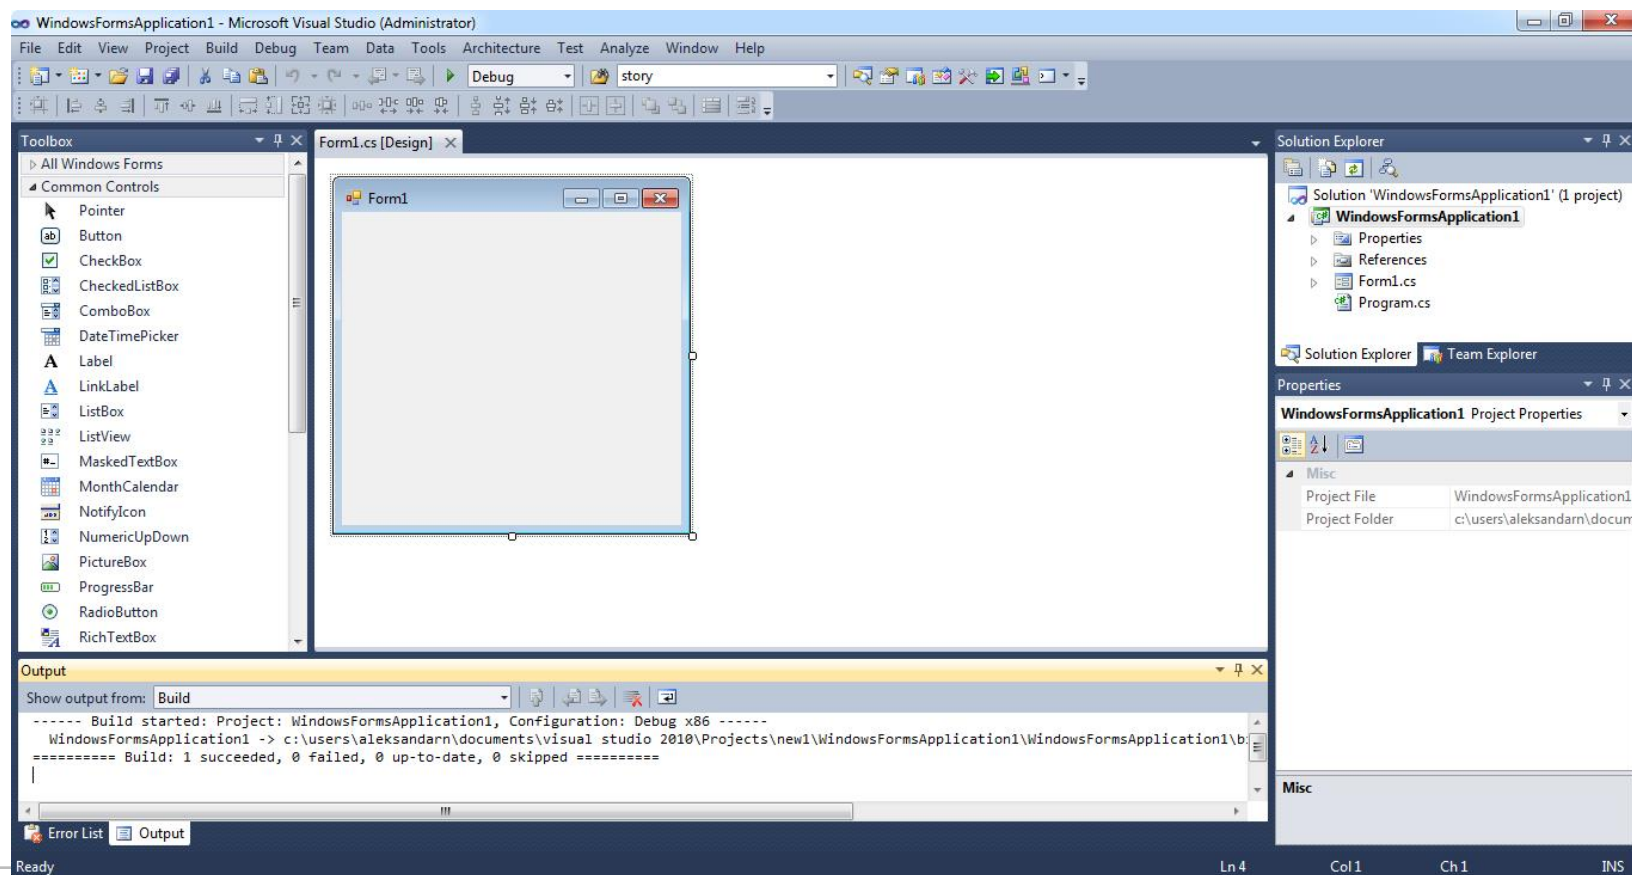 WindowsFormsApplication1 - Microsoft Visual Studio (Administrator)
File Edit View Project Build Debug Team Data Tools Architecture Test Analyze Window Help
Debug story
Toolbox
All Windows Forms
Common Controls
Pointer
Button
CheckBox
CheckedListBox
ComboBox
DateTimePicker
Label
LinkLabel
ListBox
ListView
MaskedTextBox
MonthCalendar
NotifyIcon
NumericUpDown
PictureBox
ProgressBar
RadioButton
RichTextBox
Form1.cs [Design]
Form1
Solution Explorer
Solution 'WindowsFormsApplication1' (1 project)
WindowsFormsApplication1
Properties
References
Form1.cs
Program.cs
Solution Explorer Team Explorer
Properties
WindowsFormsApplication1 Project Properties
Misc
Project File WindowsFormsApplication1
Project Folder c:\users\aleksandarn\docum
Misc
Output
Show output from: Build
------ Build started: Project: WindowsFormsApplication1, Configuration: Debug x86 ------
WindowsFormsApplication1 -> c:\users\aleksandarn\documents\visual studio 2010\Projects\new1\WindowsFormsApplication1\WindowsFormsApplication1\b
========== Build: 1 succeeded, 0 failed, 0 up-to-date, 0 skipped ==========
Error List Output
Ready Ln 4 Col 1 Ch 1 INS